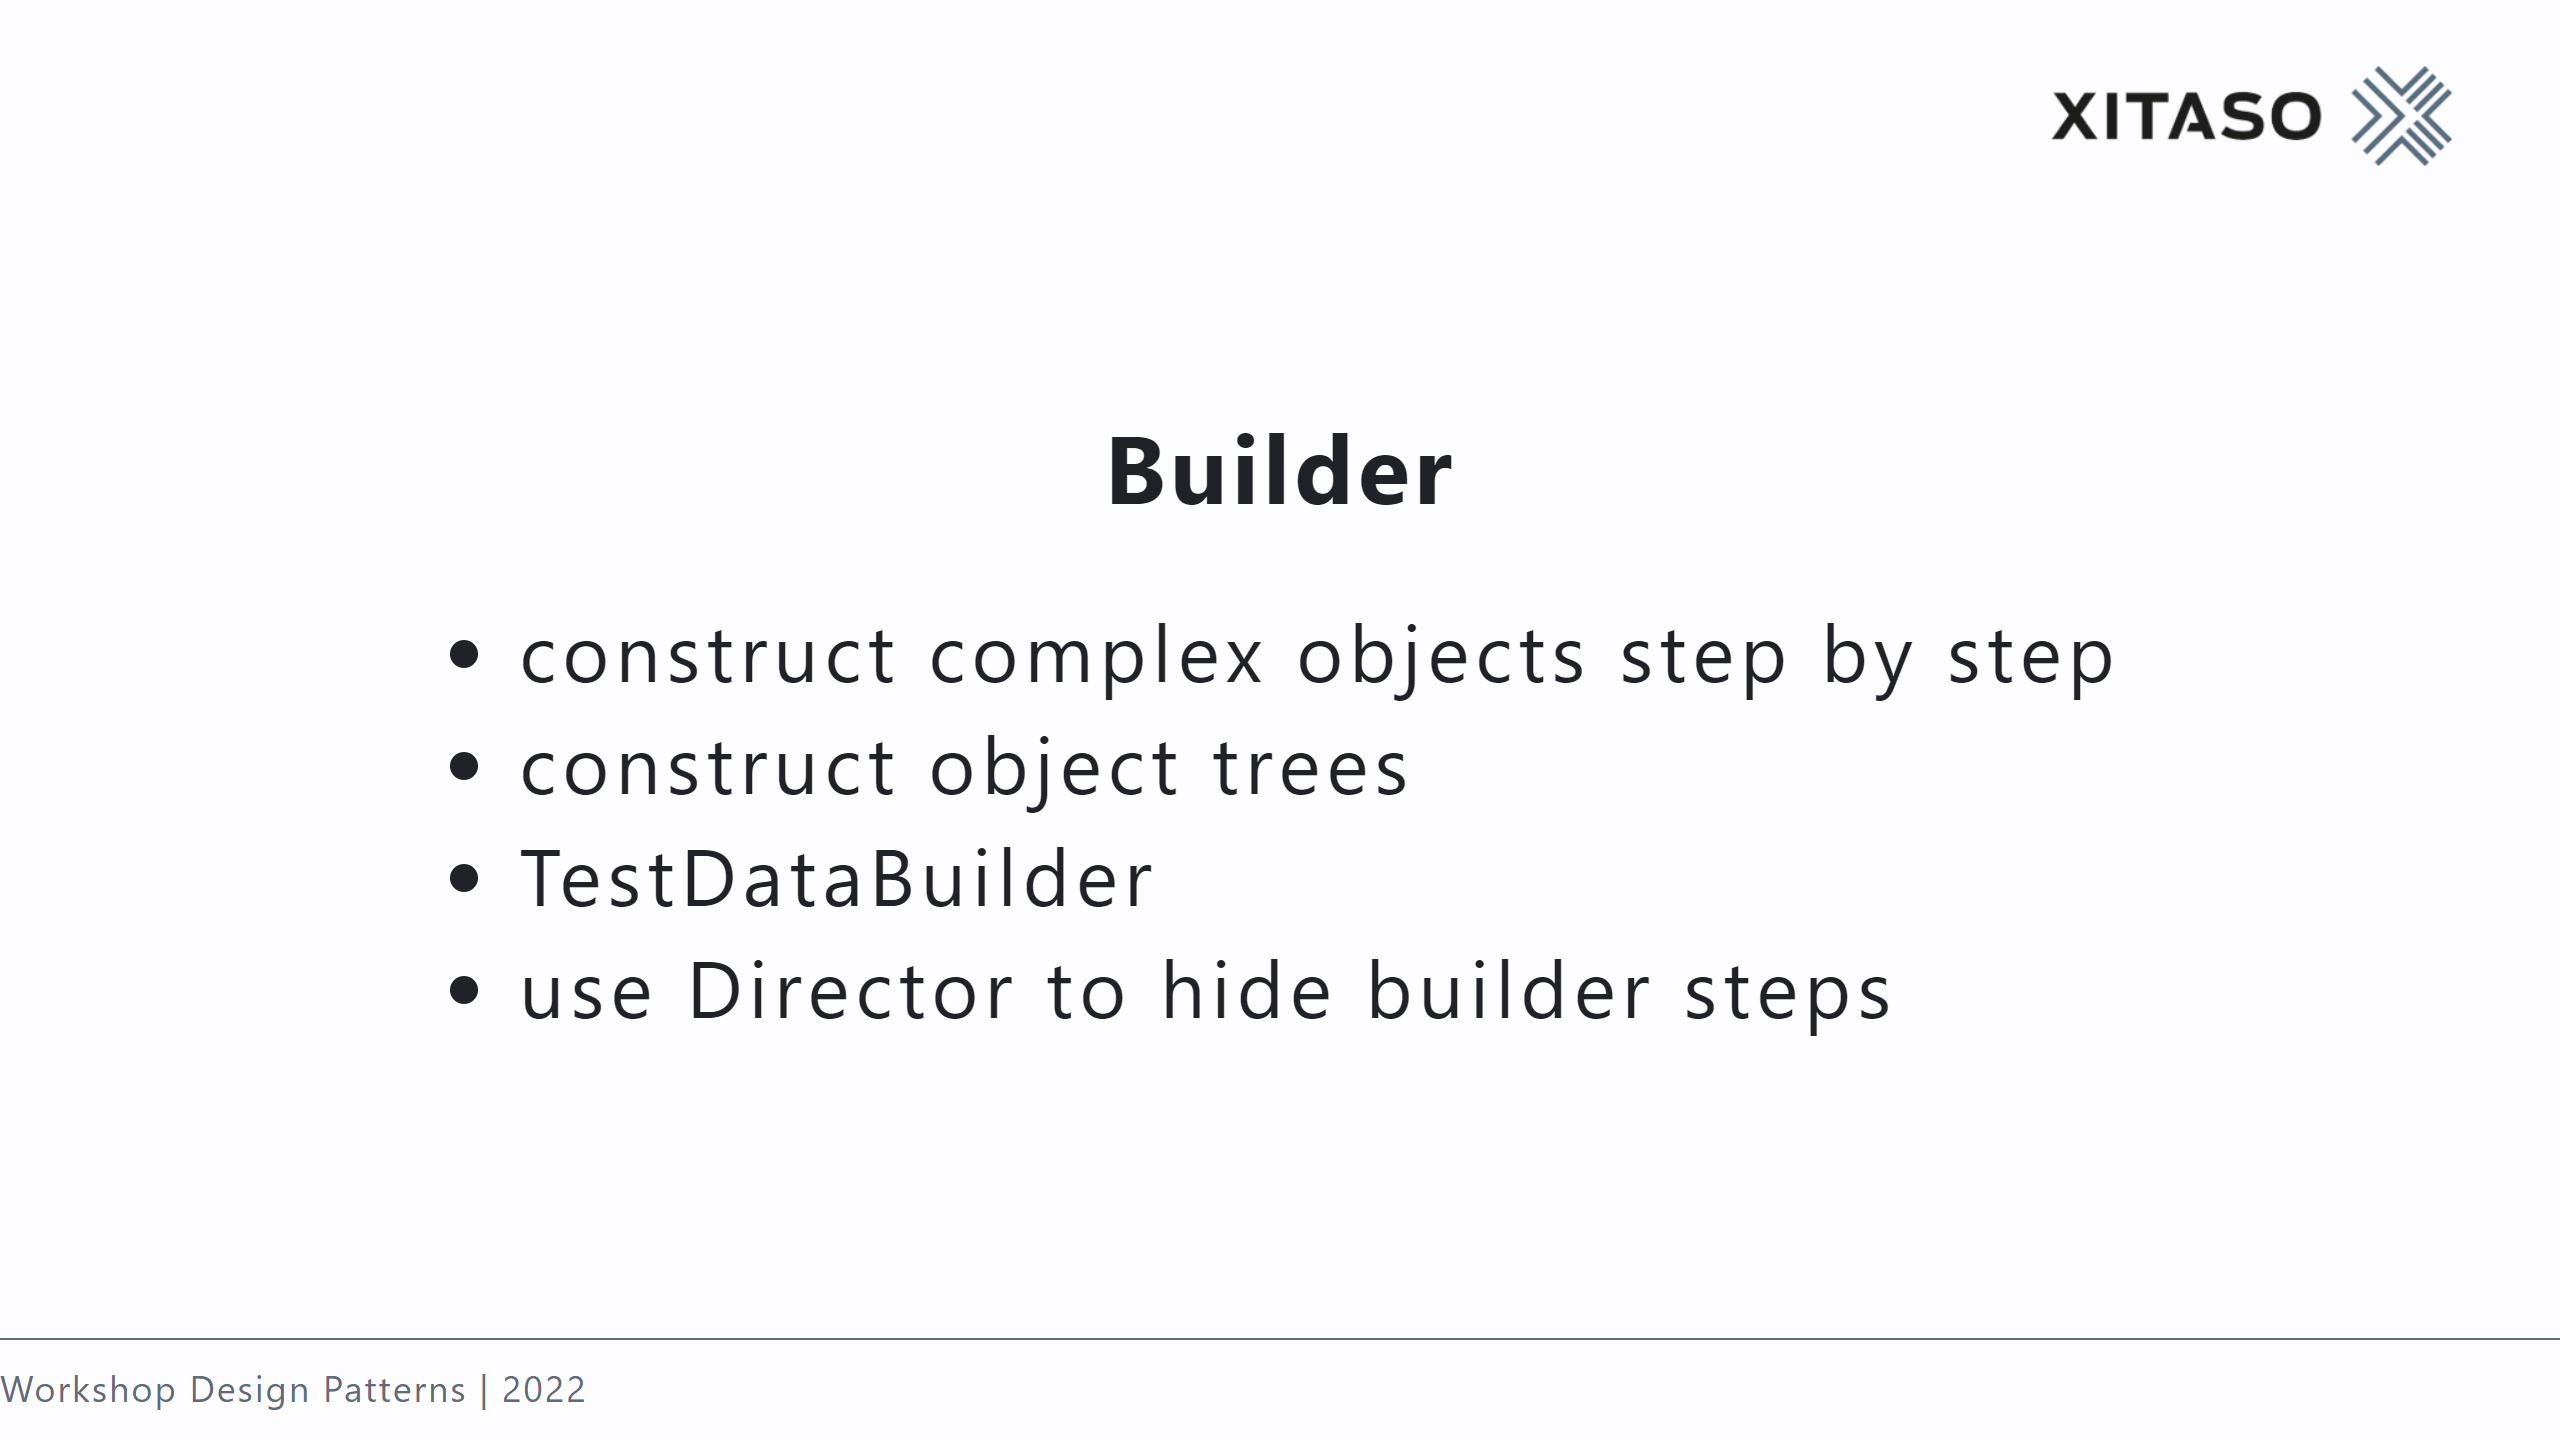 XITASO
Builder
• construct complex objects step by step
• construct object trees
• TestDataBuilder
• use Director to hide builder steps
Workshop Design Patterns | 2022